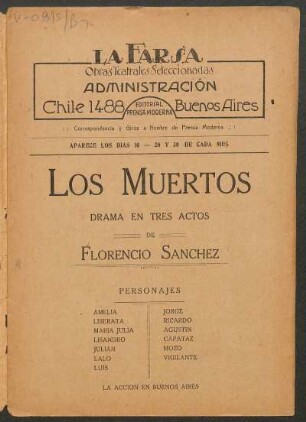 LA FARSA
Obras Teatrales Seleccionadas
ADMINISTRACIÓN
Chile 1488 EDITORIAL PRENSA MODERNA Buenos Aires
: : Correspondencia y Giros a Nombre de Prensa Moderna : :
APARECE LOS DIAS 10 — 20 Y 30 DE CADA MES
LOS MUERTOS
DRAMA EN TRES ACTOS
DE
FLORENCIO SANCHEZ
PERSONAJES
AMELIA
LIBERATA
MARIA JULIA
LISANDRO
JULIAN
LALO
LUIS
JORGE
RICARDO
AGUSTIN
CAPATAZ
MOZO
VIGILANTE
LA ACCION EN BUENOS AIRES